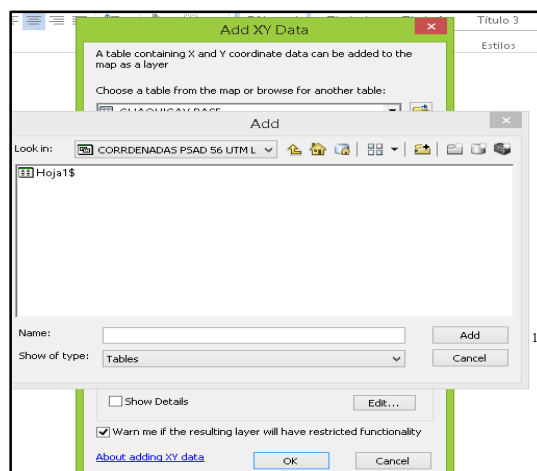 Título 3
Estilos
Add XY Data
A table containing X and Y coordinate data can be added to the
map as a layer
Choose a table from the map or browse for another table:
Add
Look in:
CORRDENADAS PSAD 56 UTM L
Hoja1$
Name:
Add
1
Show of type:
Tables
Cancel
Show Details
Edit...
Warn me if the resulting layer will have restricted functionality
About adding XY data
OK
Cancel